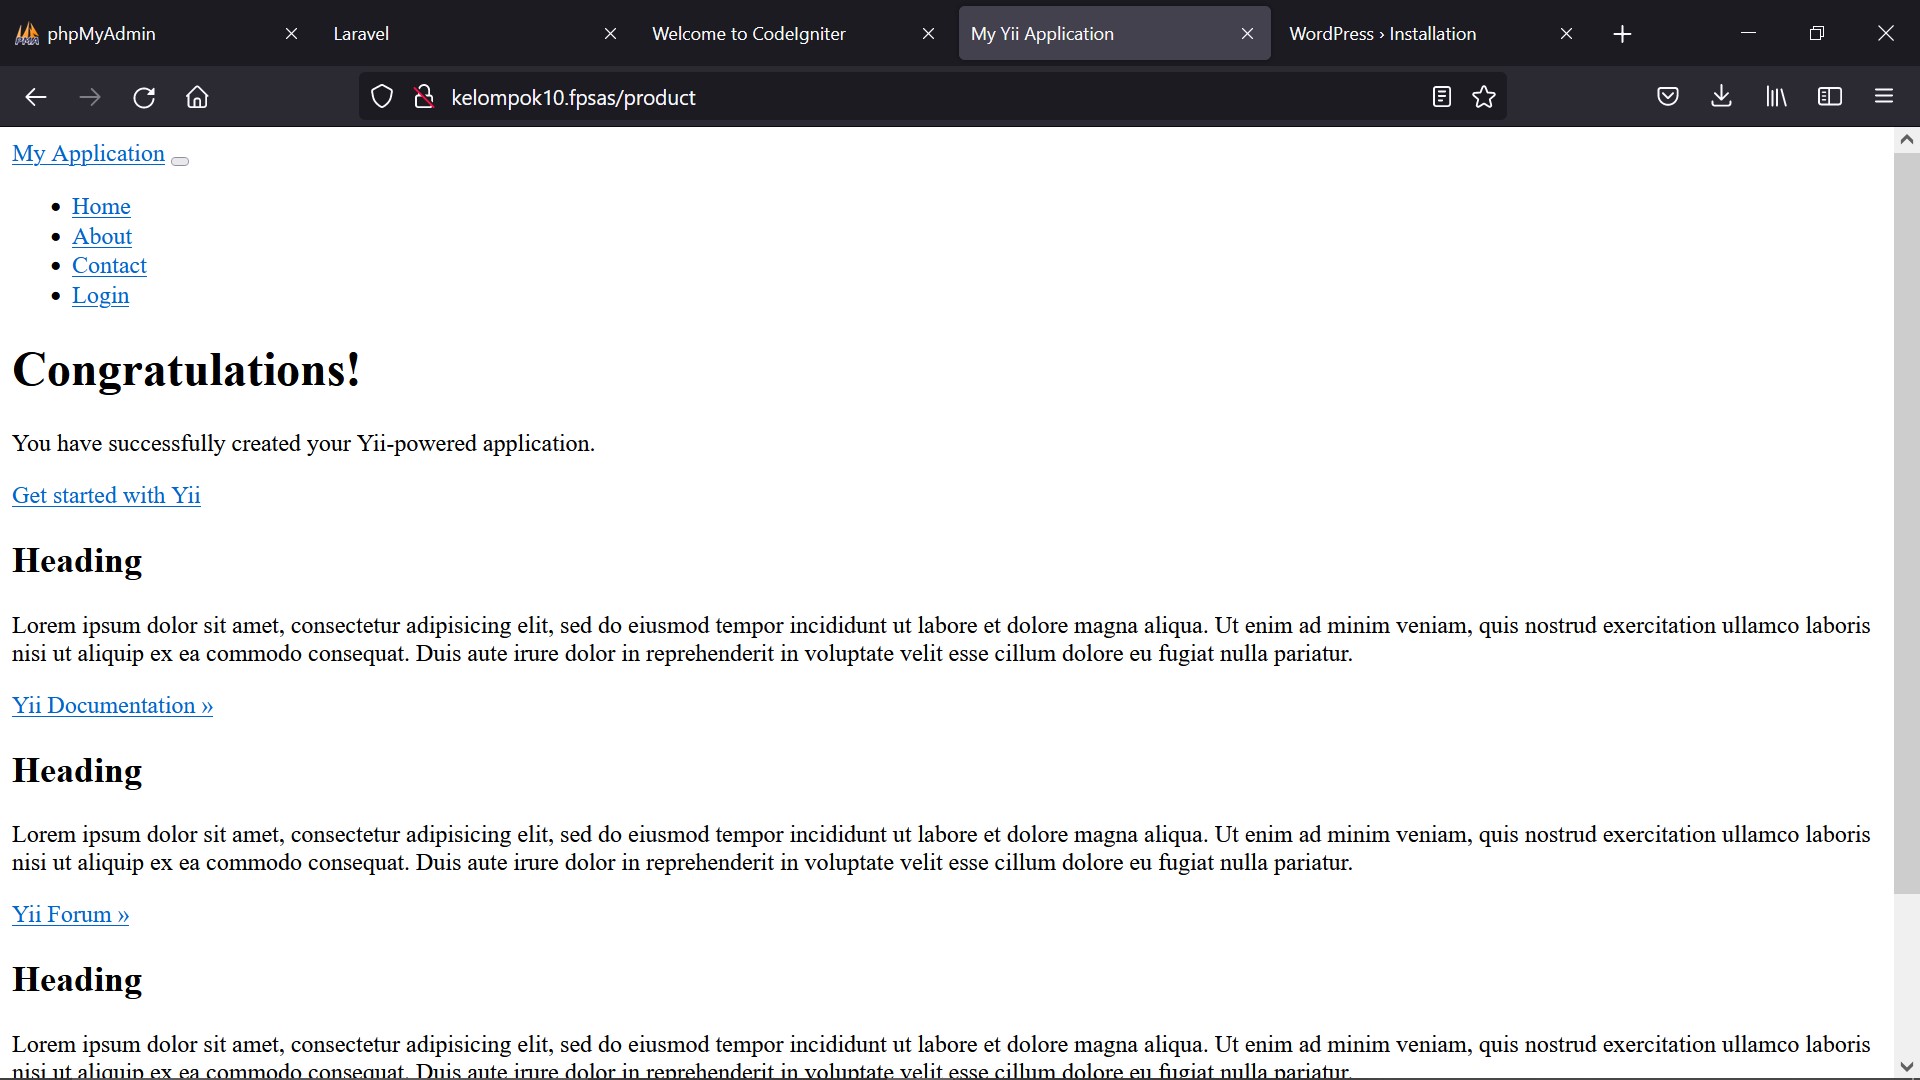 phpMyAdmin
Laravel
Welcome to CodeIgniter
My Yii Application
WordPress › Installation
kelompok10.fpsas/product
My Application
Home
About
Contact
Login
Congratulations!
You have successfully created your Yii-powered application.
Get started with Yii
Heading
Lorem ipsum dolor sit amet, consectetur adipisicing elit, sed do eiusmod tempor incididunt ut labore et dolore magna aliqua. Ut enim ad minim veniam, quis nostrud exercitation ullamco laboris
nisi ut aliquip ex ea commodo consequat. Duis aute irure dolor in reprehenderit in voluptate velit esse cillum dolore eu fugiat nulla pariatur.
Yii Documentation »
Heading
Lorem ipsum dolor sit amet, consectetur adipisicing elit, sed do eiusmod tempor incididunt ut labore et dolore magna aliqua. Ut enim ad minim veniam, quis nostrud exercitation ullamco laboris
nisi ut aliquip ex ea commodo consequat. Duis aute irure dolor in reprehenderit in voluptate velit esse cillum dolore eu fugiat nulla pariatur.
Yii Forum »
Heading
Lorem ipsum dolor sit amet, consectetur adipisicing elit, sed do eiusmod tempor incididunt ut labore et dolore magna aliqua. Ut enim ad minim veniam, quis nostrud exercitation ullamco laboris
nisi ut aliquip ex ea commodo consequat. Duis aute irure dolor in reprehenderit in voluptate velit esse cillum dolore eu fugiat nulla pariatur.